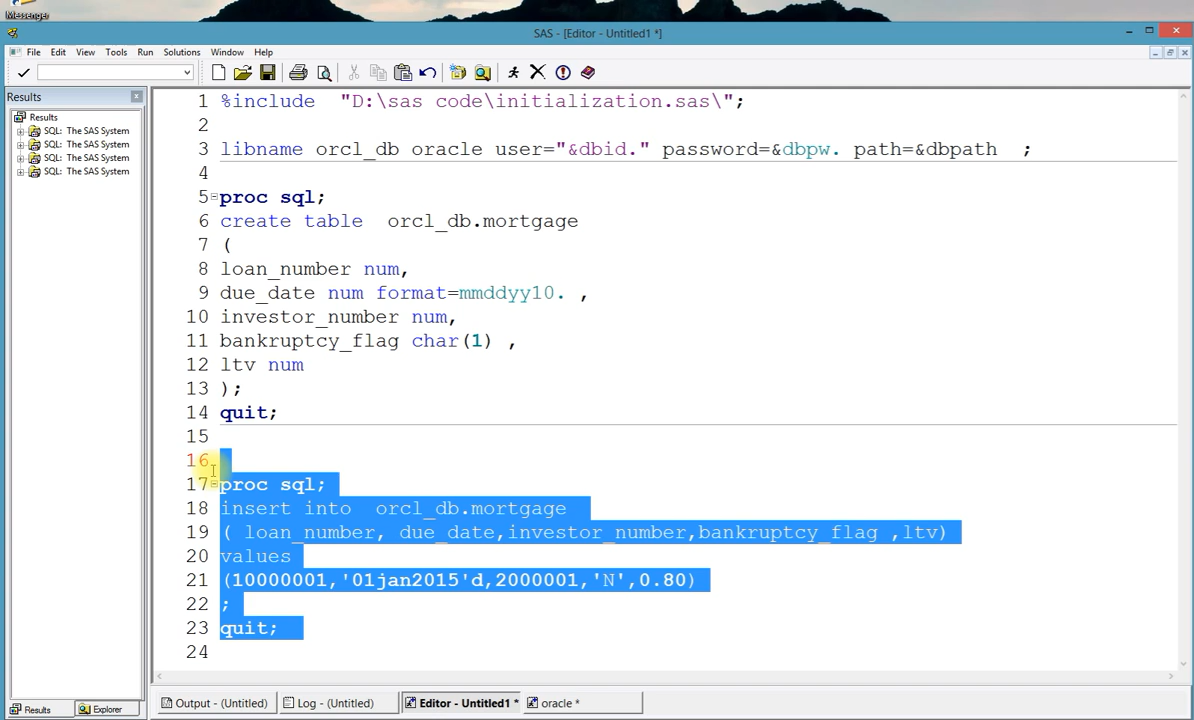 Messenger
SAS - [Editor - Untitled1 *]
File Edit View Tools Run Solutions Window Help
Results
Results
SQL: The SAS System
SQL: The SAS System
SQL: The SAS System
SQL: The SAS System
1 %include "D:\sas code\initialization.sas\";
2
3 libname orcl_db oracle user="&dbid." password=&dbpw. path=&dbpath ;
4
5 proc sql;
6 create table orcl_db.mortgage
7 (
8 loan_number num,
9 due_date num format=mmddyy10. ,
10 investor_number num,
11 bankruptcy_flag char(1) ,
12 ltv num
13 );
14 quit;
15
16
17 proc sql;
18 insert into orcl_db.mortgage
19 ( loan_number, due_date,investor_number,bankruptcy_flag ,ltv)
20 values
21 (10000001,'01jan2015'd,2000001,'N',0.80)
22 ;
23 quit;
24
Results Explorer Output - (Untitled) Log - (Untitled) Editor - Untitled1 * oracle *